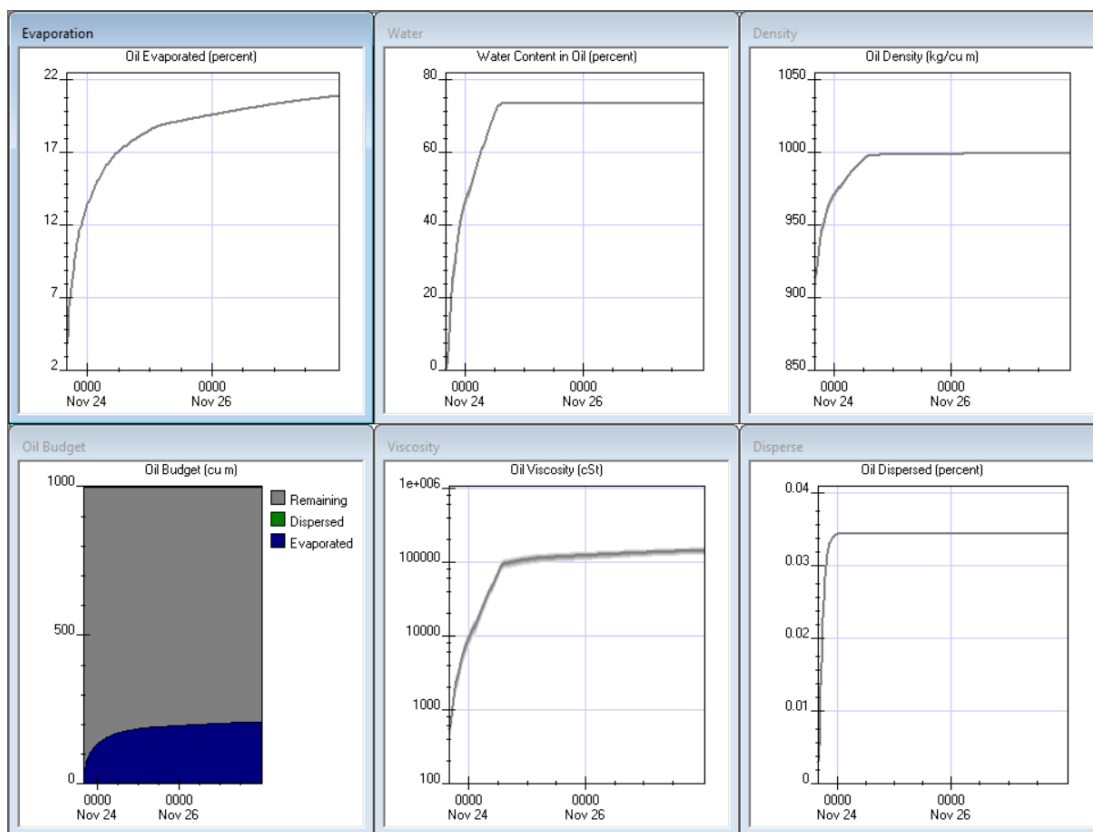 Evaporation
Oil Evaporated (percent)
22
17
12
7
2
0000 0000
Nov 24 Nov 26
Water
Water Content in Oil (percent)
80
60
40
20
0
0000 0000
Nov 24 Nov 26
Density
Oil Density (kg/cu m)
1050
1000
950
900
850
0000 0000
Nov 24 Nov 26
Oil Budget
Oil Budget (cu m)
1000
500
0
0000 0000
Nov 24 Nov 26
Remaining
Dispersed
Evaporated
Viscosity
Oil Viscosity (cSt)
1e+006
100000
10000
1000
100
0000 0000
Nov 24 Nov 26
Disperse
Oil Dispersed (percent)
0.04
0.03
0.02
0.01
0
0000 0000
Nov 24 Nov 26